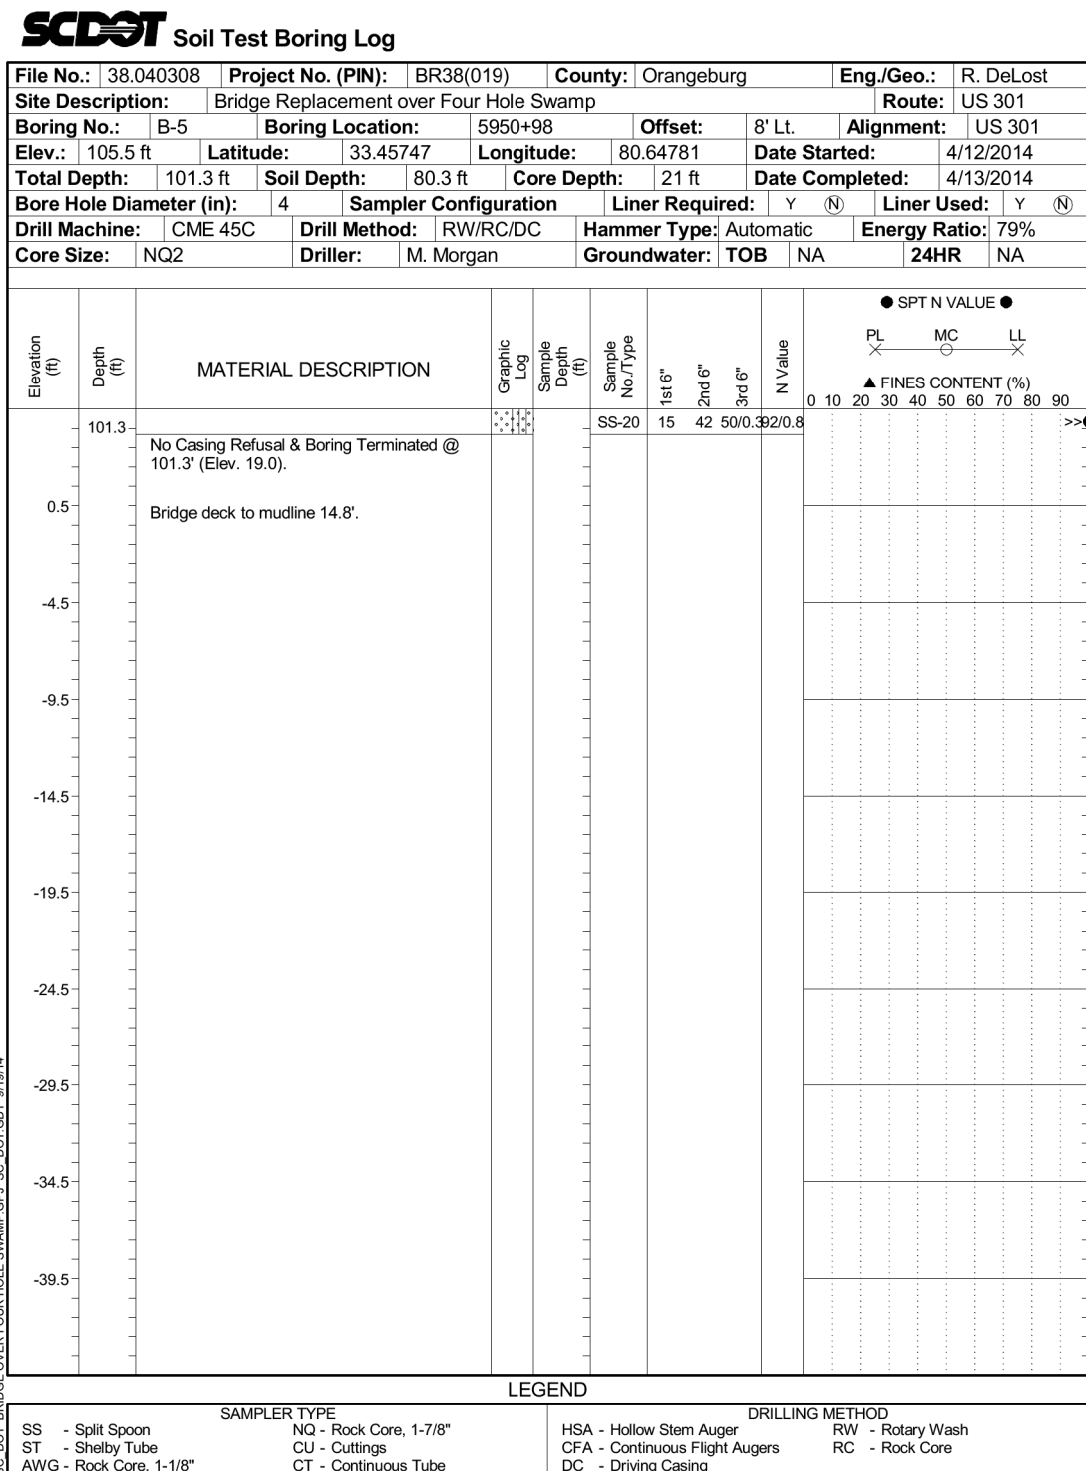 SCDOT Soil Test Boring Log
File No.: 38.040308 Project No. (PIN): BR38(019) County: Orangeburg Eng./Geo.: R. DeLost
Site Description: Bridge Replacement over Four Hole Swamp Route: US 301
Boring No.: B-5 Boring Location: 5950+98 Offset: 8' Lt. Alignment: US 301
Elev.: 105.5 ft Latitude: 33.45747 Longitude: 80.64781 Date Started: 4/12/2014
Total Depth: 101.3 ft Soil Depth: 80.3 ft Core Depth: 21 ft Date Completed: 4/13/2014
Bore Hole Diameter (in): 4 Sampler Configuration Liner Required: Y N Liner Used: Y N
Drill Machine: CME 45C Drill Method: RW/RC/DC Hammer Type: Automatic Energy Ratio: 79%
Core Size: NQ2 Driller: M. Morgan Groundwater: TOB NA 24HR NA
Elevation (ft)
Depth (ft)
MATERIAL DESCRIPTION
Graphic Log
Sample Depth (ft)
Sample No./Type
1st 6"
2nd 6"
3rd 6"
N Value
● SPT N VALUE ●
PL MC LL
▲ FINES CONTENT (%)
0 10 20 30 40 50 60 70 80 90
101.3 SS-20 15 42 50/0.3 92/0.8 >>
No Casing Refusal & Boring Terminated @
101.3' (Elev. 19.0).
0.5
Bridge deck to mudline 14.8'.
-4.5
-9.5
-14.5
-19.5
-24.5
-29.5
-34.5
-39.5
LEGEND
SAMPLER TYPE DRILLING METHOD
SS - Split Spoon NQ - Rock Core, 1-7/8" HSA - Hollow Stem Auger RW - Rotary Wash
ST - Shelby Tube CU - Cuttings CFA - Continuous Flight Augers RC - Rock Core
AWG - Rock Core, 1-1/8" CT - Continuous Tube DC - Driving Casing